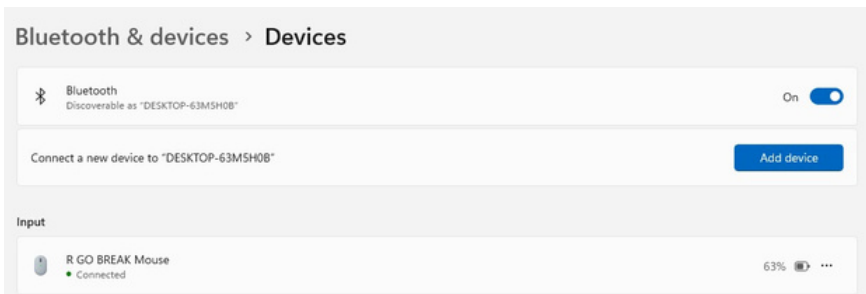 Bluetooth & devices > Devices
Bluetooth
Discoverable as "DESKTOP-63M5H0B"
On
Connect a new device to "DESKTOP-63M5H0B"
Add device
Input
R GO BREAK Mouse
Connected
63%